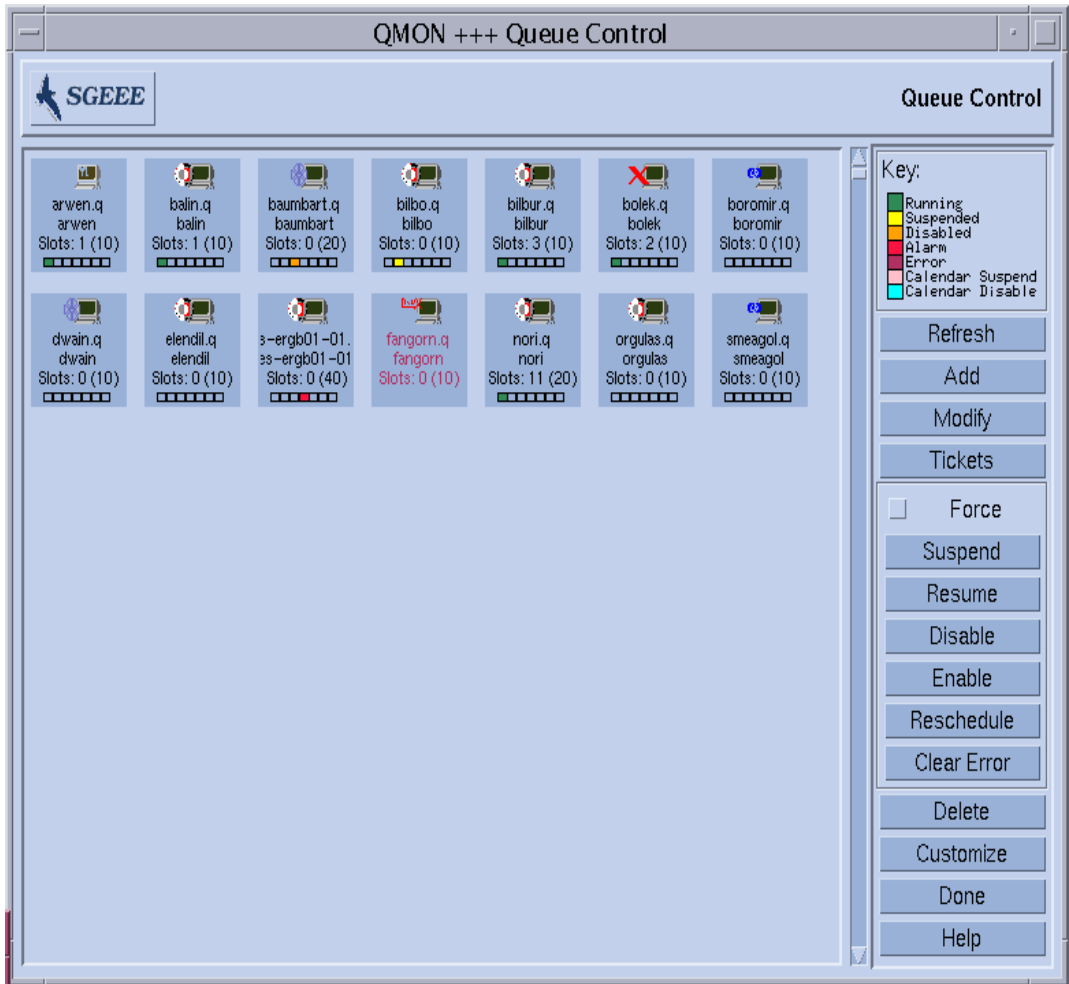 QMON +++ Queue Control
SGEEE
Queue Control
arwen.q
arwen
Slots: 1 (10)
balin.q
balin
Slots: 1 (10)
baumbart.q
baumbart
Slots: 0 (20)
bilbo.q
bilbo
Slots: 0 (10)
bilbur.q
bilbur
Slots: 3 (10)
bolek.q
bolek
Slots: 2 (10)
boromir.q
boromir
Slots: 0 (10)
dwain.q
dwain
Slots: 0 (10)
elendil.q
elendil
Slots: 0 (10)
s-ergb01-01.
es-ergb01-01
Slots: 0 (40)
fangorn.q
fangorn
Slots: 0 (10)
nori.q
nori
Slots: 11 (20)
orgulas.q
orgulas
Slots: 0 (10)
smeagol.q
smeagol
Slots: 0 (10)
Key:
Running
Suspended
Disabled
Alarm
Error
Calendar Suspend
Calendar Disable
Refresh
Add
Modify
Tickets
Force
Suspend
Resume
Disable
Enable
Reschedule
Clear Error
Delete
Customize
Done
Help